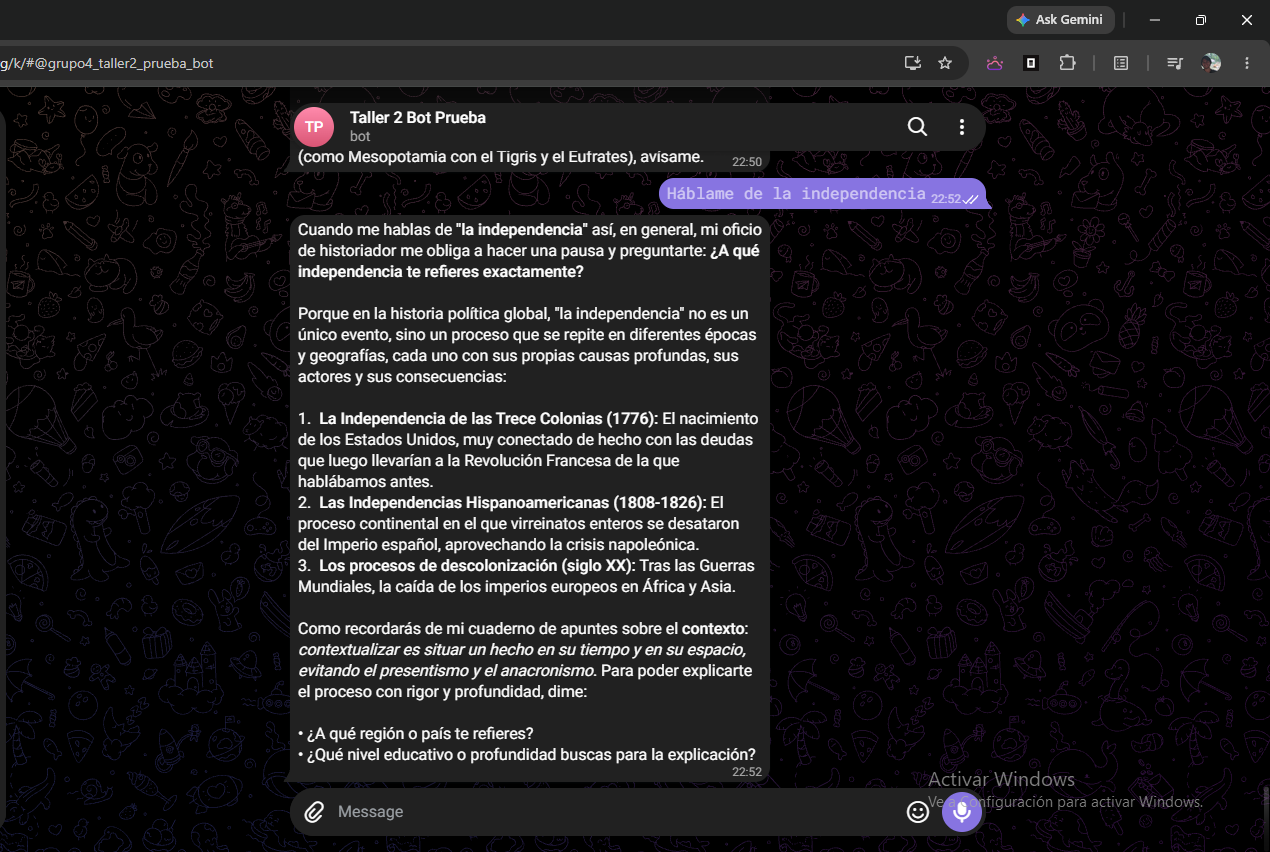 Ask Gemini
g/k/#@grupo4_taller2_prueba_bot
TP
Taller 2 Bot Prueba
bot
(como Mesopotamia con el Tigris y el Eufrates), avísame.
22:50
Háblame de la independencia 22:52
Cuando me hablas de "la independencia" así, en general, mi oficio
de historiador me obliga a hacer una pausa y preguntarte: ¿A qué
independencia te refieres exactamente?
Porque en la historia política global, "la independencia" no es un
único evento, sino un proceso que se repite en diferentes épocas
y geografías, cada uno con sus propias causas profundas, sus
actores y sus consecuencias:
1. La Independencia de las Trece Colonias (1776): El nacimiento
de los Estados Unidos, muy conectado de hecho con las deudas
que luego llevarían a la Revolución Francesa de la que
hablábamos antes.
2. Las Independencias Hispanoamericanas (1808-1826): El
proceso continental en el que virreinatos enteros se desataron
del Imperio español, aprovechando la crisis napoleónica.
3. Los procesos de descolonización (siglo XX): Tras las Guerras
Mundiales, la caída de los imperios europeos en África y Asia.
Como recordarás de mi cuaderno de apuntes sobre el contexto:
contextualizar es situar un hecho en su tiempo y en su espacio,
evitando el presentismo y el anacronismo. Para poder explicarte
el proceso con rigor y profundidad, dime:
• ¿A qué región o país te refieres?
• ¿Qué nivel educativo o profundidad buscas para la explicación?
22:52
Message
Activar Windows
Ve a Configuración para activar Windows.